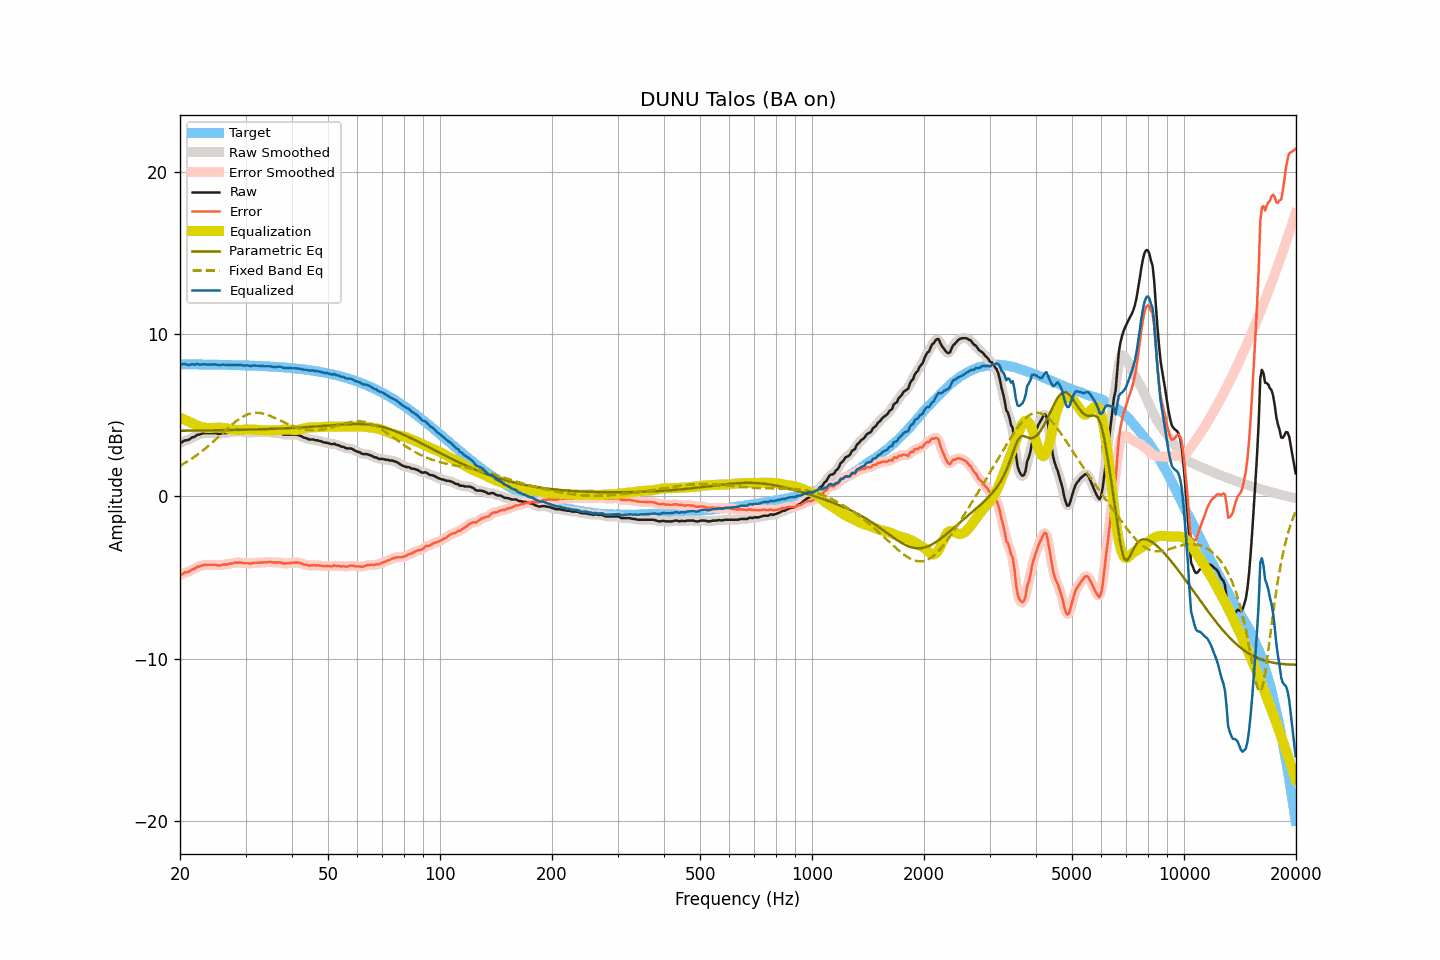 DUNU Talos (BA on)
Target
Raw Smoothed
Error Smoothed
Raw
Error
Equalization
Parametric Eq
Fixed Band Eq
Equalized
20
10
0
−10
−20
Amplitude (dBr)
20 50 100 200 500 1000 2000 5000 10000 20000
Frequency (Hz)